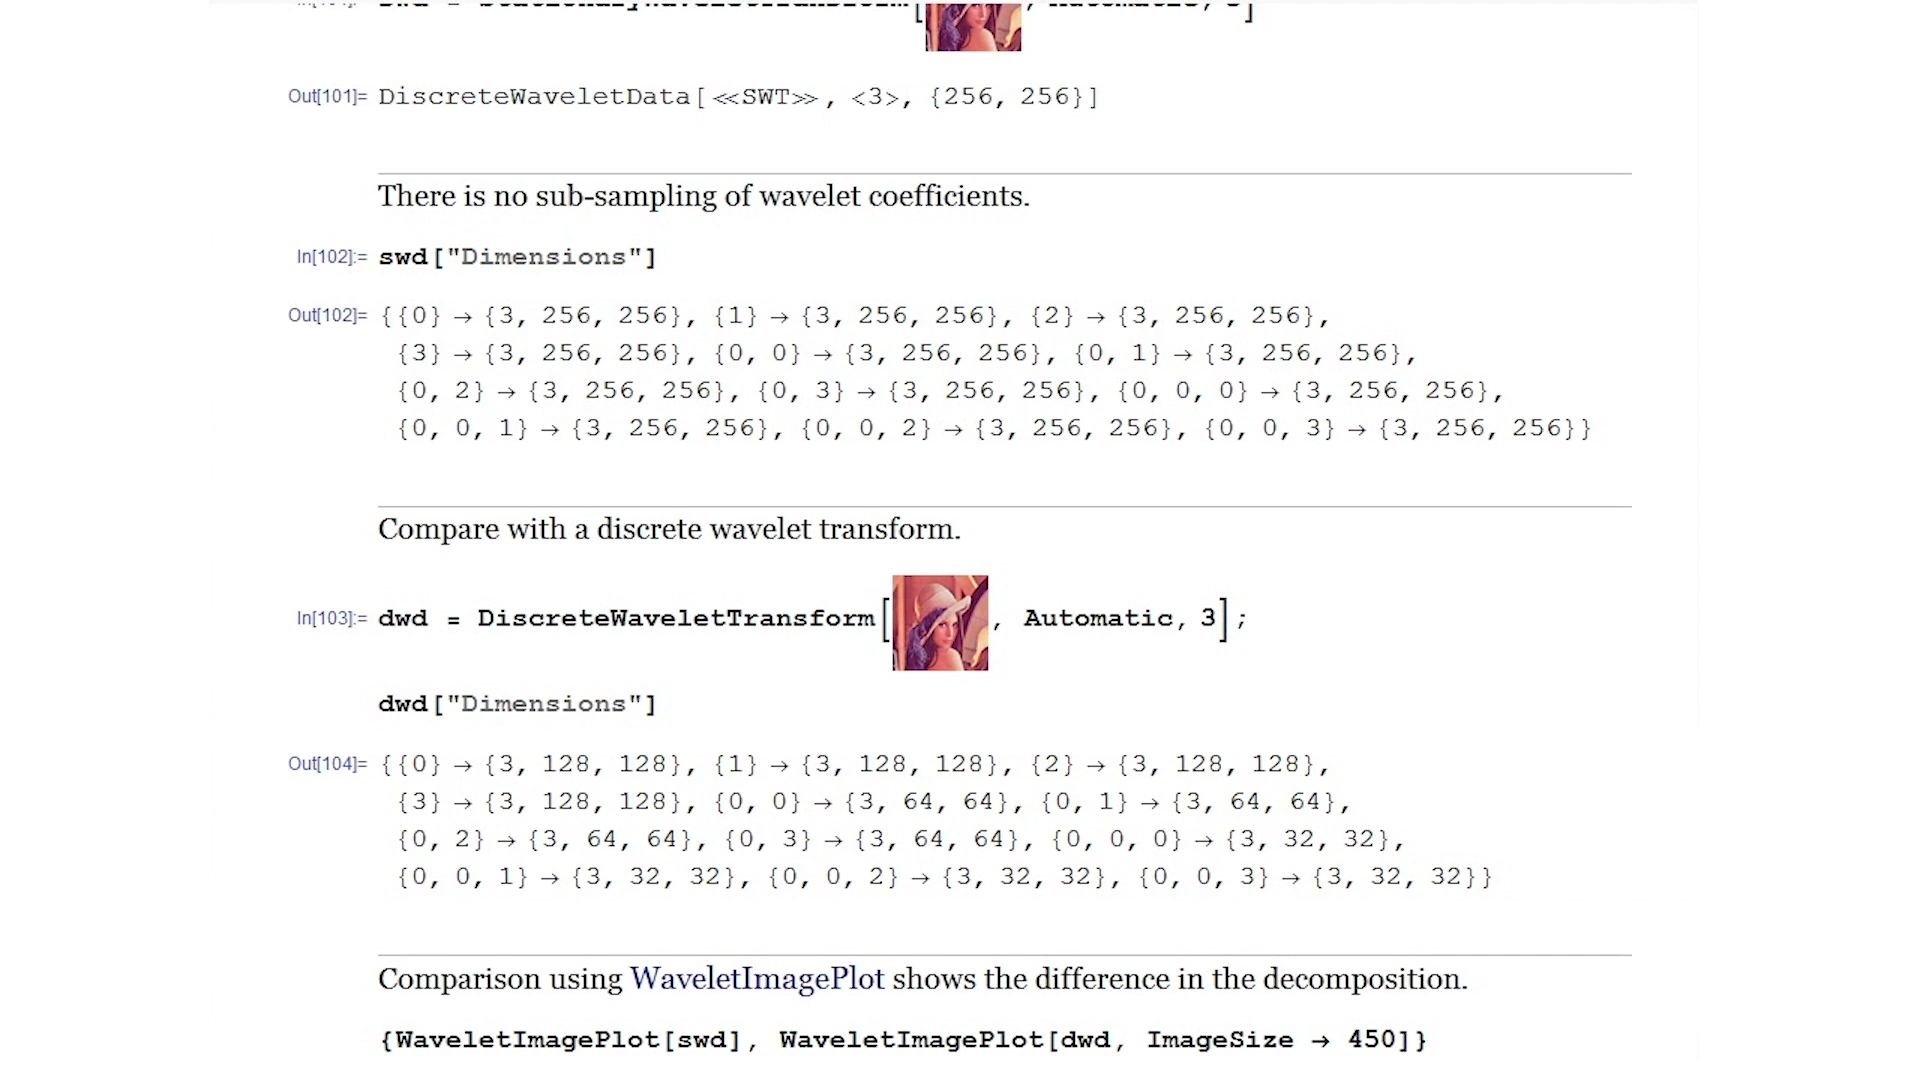 Out[101]= DiscreteWaveletData[≪SWT≫, <3>, {256, 256}]
There is no sub-sampling of wavelet coefficients.
In[102]:= swd["Dimensions"]
Out[102]= {{0} → {3, 256, 256}, {1} → {3, 256, 256}, {2} → {3, 256, 256},
{3} → {3, 256, 256}, {0, 0} → {3, 256, 256}, {0, 1} → {3, 256, 256},
{0, 2} → {3, 256, 256}, {0, 3} → {3, 256, 256}, {0, 0, 0} → {3, 256, 256},
{0, 0, 1} → {3, 256, 256}, {0, 0, 2} → {3, 256, 256}, {0, 0, 3} → {3, 256, 256}}
Compare with a discrete wavelet transform.
In[103]:= dwd = DiscreteWaveletTransform[ , Automatic, 3];
dwd["Dimensions"]
Out[104]= {{0} → {3, 128, 128}, {1} → {3, 128, 128}, {2} → {3, 128, 128},
{3} → {3, 128, 128}, {0, 0} → {3, 64, 64}, {0, 1} → {3, 64, 64},
{0, 2} → {3, 64, 64}, {0, 3} → {3, 64, 64}, {0, 0, 0} → {3, 32, 32},
{0, 0, 1} → {3, 32, 32}, {0, 0, 2} → {3, 32, 32}, {0, 0, 3} → {3, 32, 32}}
Comparison using WaveletImagePlot shows the difference in the decomposition.
{WaveletImagePlot[swd], WaveletImagePlot[dwd, ImageSize → 450]}